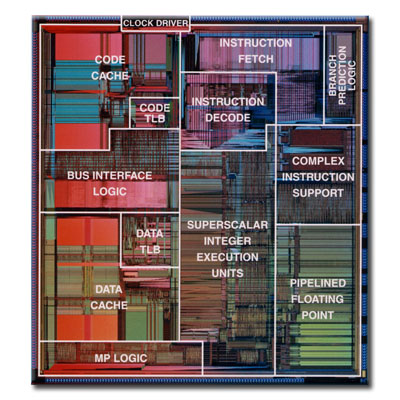 CLOCK DRIVER
CODE
CACHE
INSTRUCTION
FETCH
BRANCH
PREDICTION
LOGIC
CODE
TLB
INSTRUCTION
DECODE
BUS INTERFACE
LOGIC
COMPLEX
INSTRUCTION
SUPPORT
DATA
TLB
SUPERSCALAR
INTEGER
EXECUTION
UNITS
DATA
CACHE
PIPELINED
FLOATING
POINT
MP LOGIC